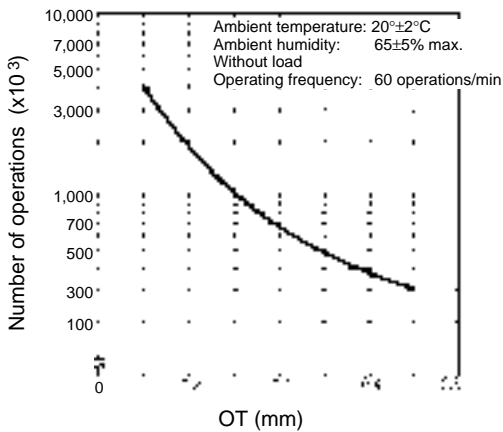 10,000
7,000
5,000
3,000
1,000
700
500
300
100
0
Number of operations (x10³)
Ambient temperature: 20°±2°C
Ambient humidity: 65±5% max.
Without load
Operating frequency: 60 operations/min
OT (mm)